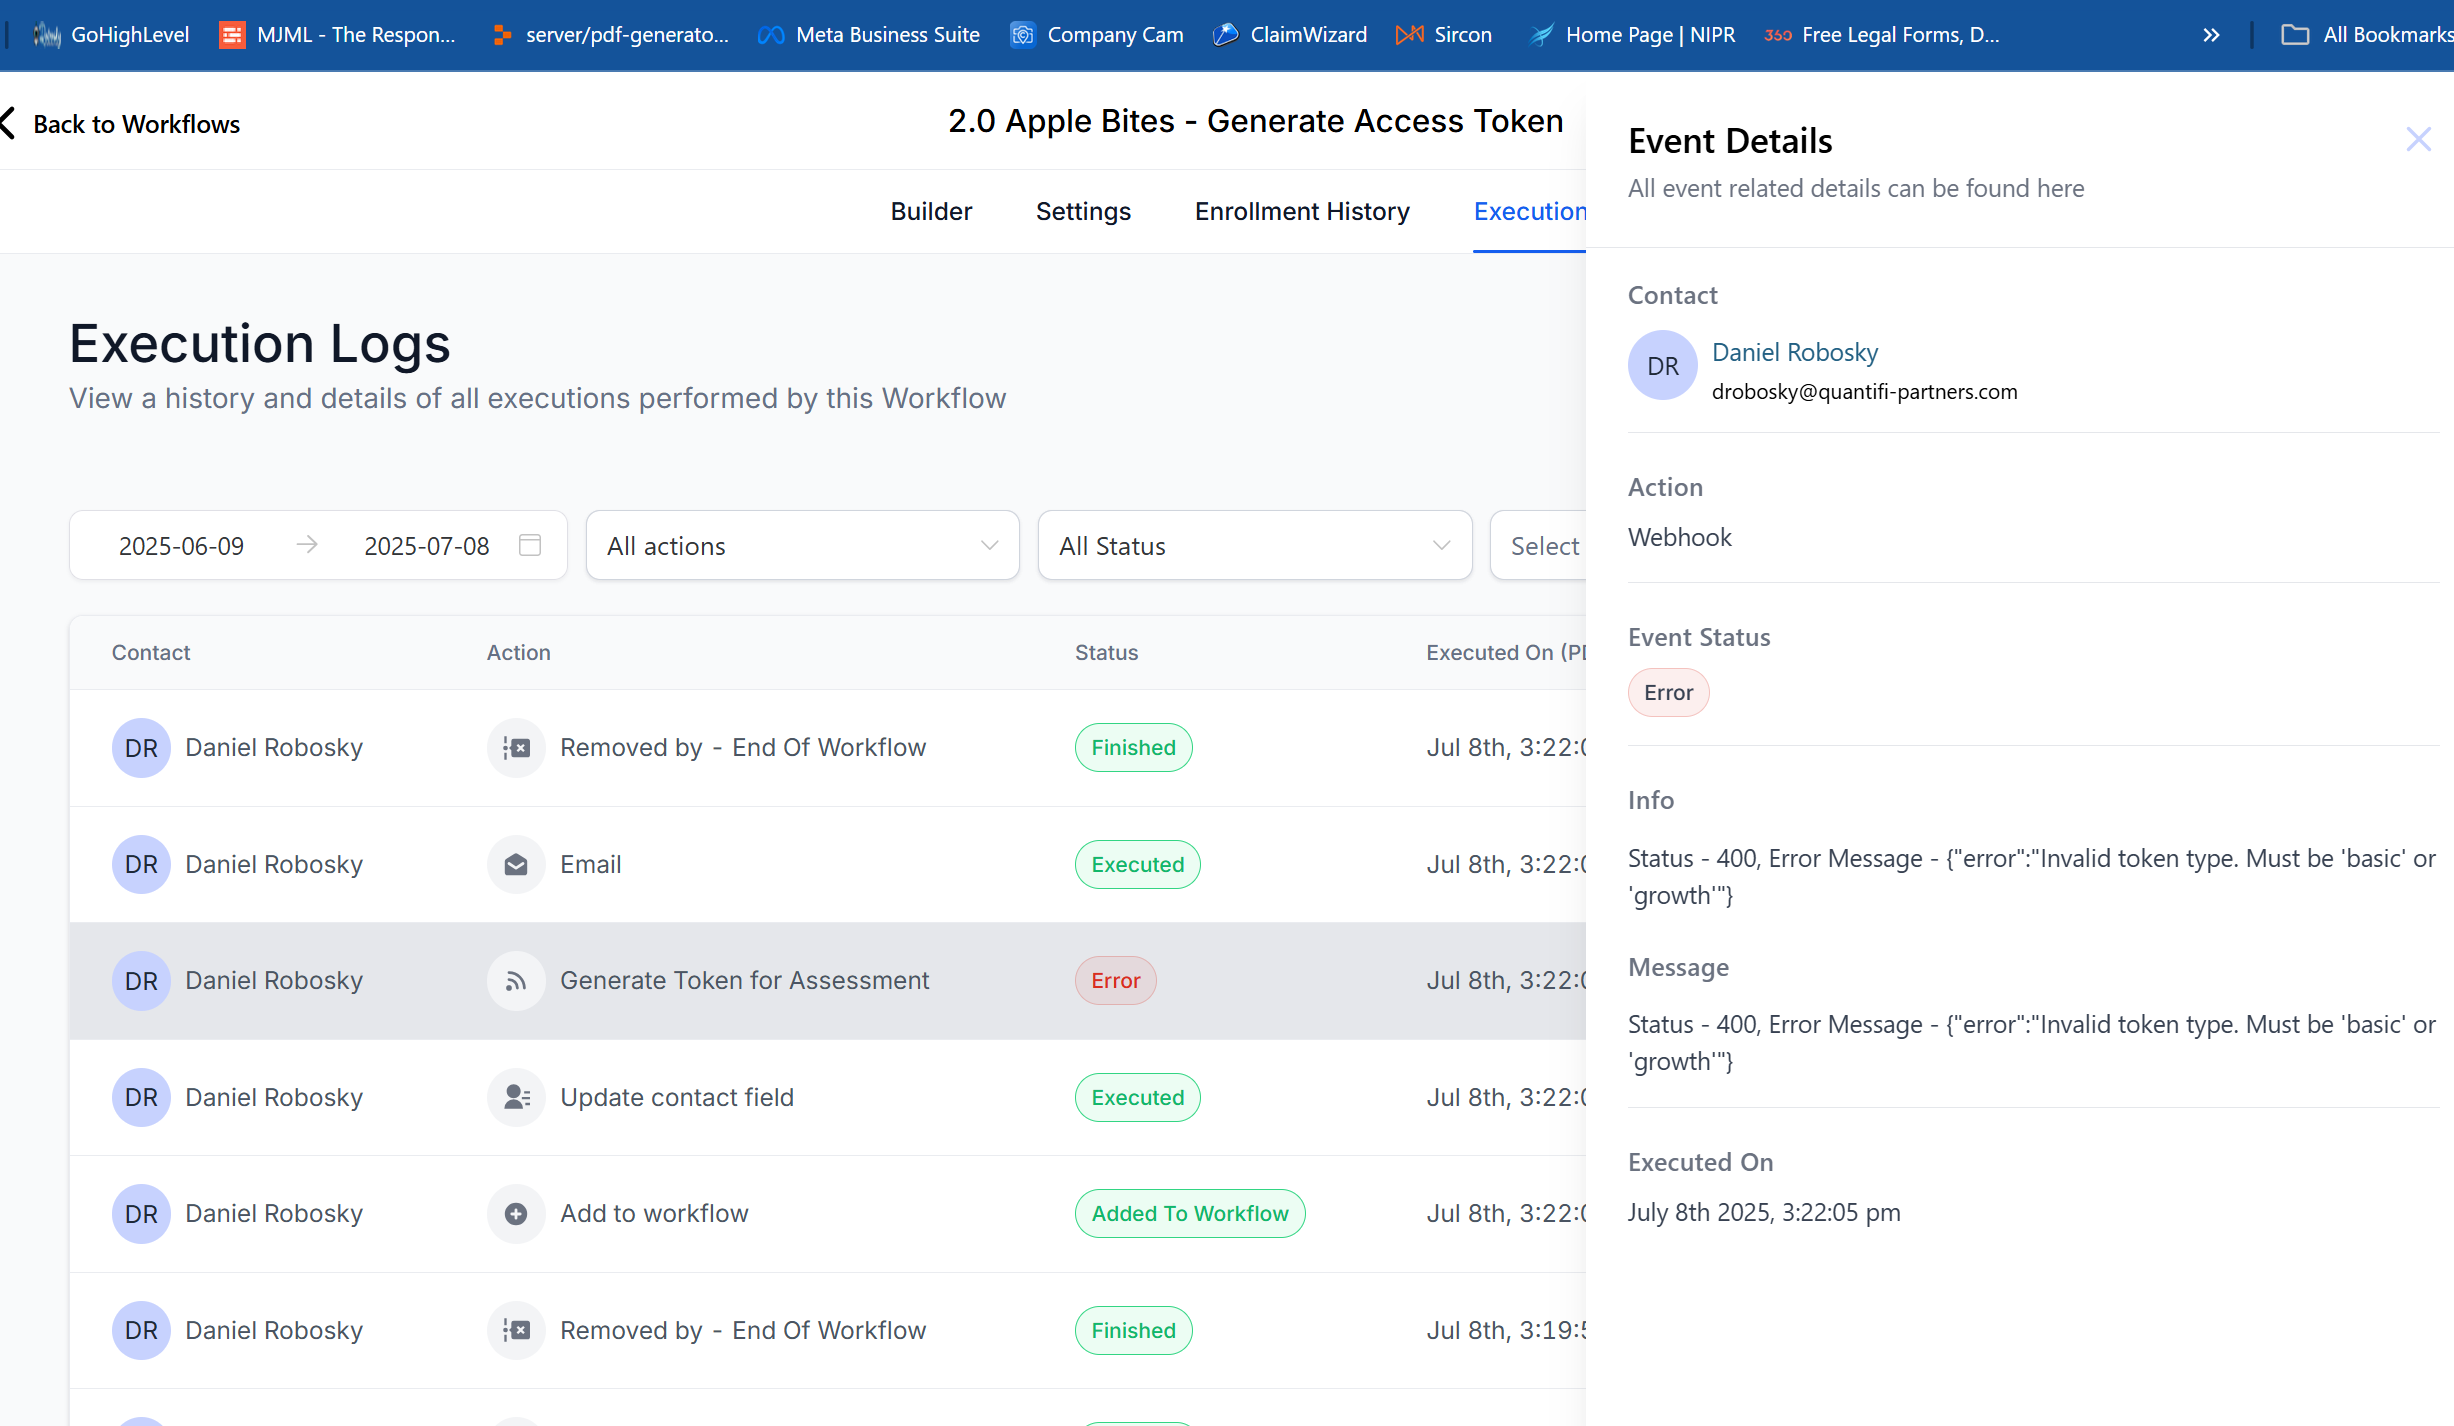 GoHighLevel
MJML - The Respon...
server/pdf-generato...
Meta Business Suite
Company Cam
ClaimWizard
Sircon
Home Page | NIPR
360 Free Legal Forms, D...
»
All Bookmarks
Back to Workflows
2.0 Apple Bites - Generate Access Token
Builder
Settings
Enrollment History
Execution
Execution Logs
View a history and details of all executions performed by this Workflow
2025-06-09 → 2025-07-08
All actions
All Status
Select
Contact Action Status Executed On (PD
DR Daniel Robosky Removed by - End Of Workflow Finished Jul 8th, 3:22:0
DR Daniel Robosky Email Executed Jul 8th, 3:22:0
DR Daniel Robosky Generate Token for Assessment Error Jul 8th, 3:22:0
DR Daniel Robosky Update contact field Executed Jul 8th, 3:22:0
DR Daniel Robosky Add to workflow Added To Workflow Jul 8th, 3:22:0
DR Daniel Robosky Removed by - End Of Workflow Finished Jul 8th, 3:19:5
Event Details
All event related details can be found here
Contact
DR
Daniel Robosky
drobosky@quantifi-partners.com
Action
Webhook
Event Status
Error
Info
Status - 400, Error Message - {"error":"Invalid token type. Must be 'basic' or
'growth'"}
Message
Status - 400, Error Message - {"error":"Invalid token type. Must be 'basic' or
'growth'"}
Executed On
July 8th 2025, 3:22:05 pm